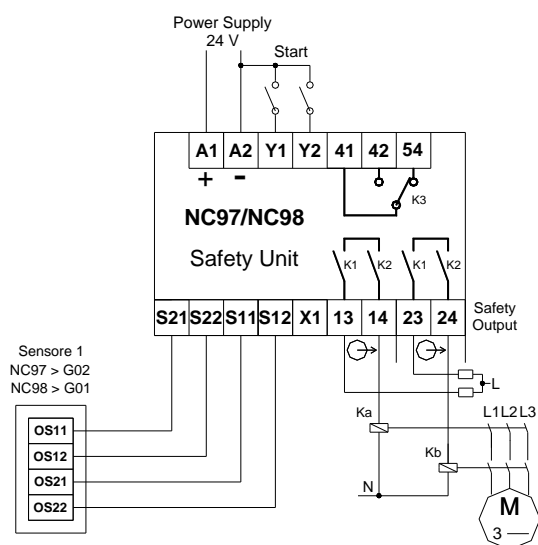 Power Supply
24 V
Start
A1 A2 Y1 Y2 41 42 54
+ -
K3
NC97/NC98
Safety Unit
K1 K2 K1 K2
S21 S22 S11 S12 X1 13 14 23 24
Safety
Output
Sensore 1
NC97 > G02
NC98 > G01
OS11
OS12
OS21
OS22
L
Ka
L1 L2 L3
Kb
N
M
3